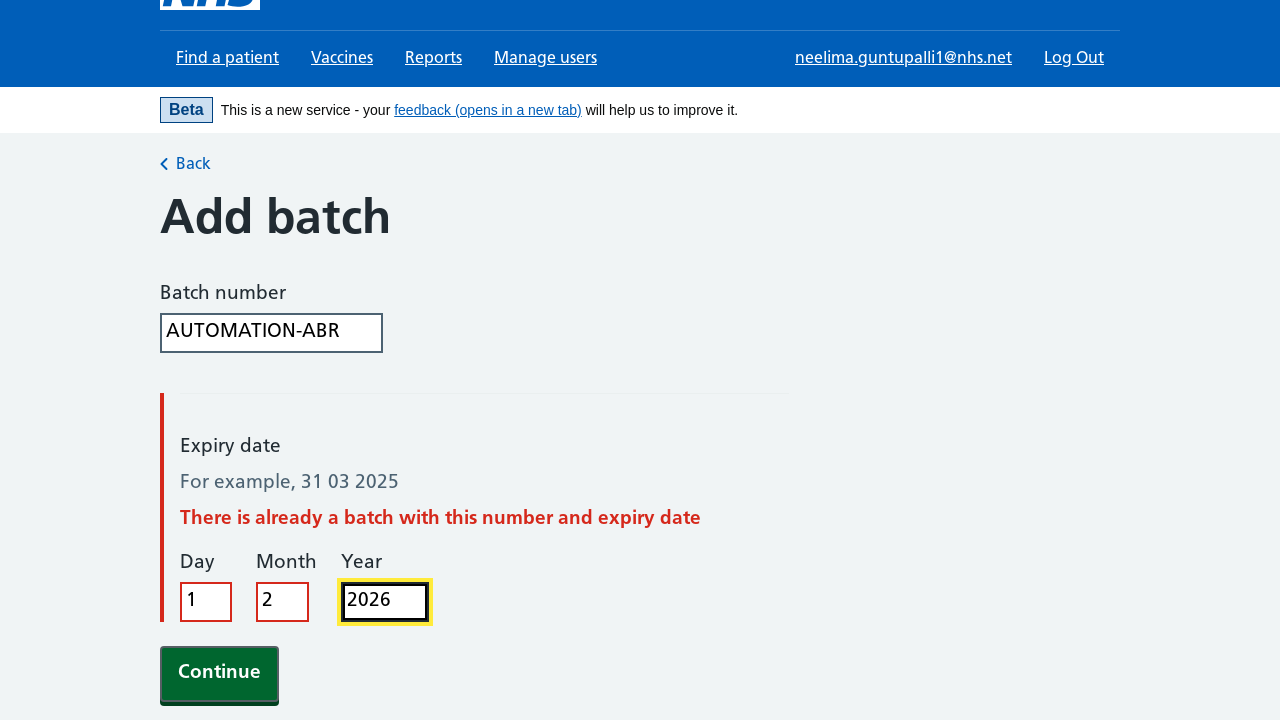 Find a patient Vaccines Reports Manage users neelima.guntupalli1@nhs.net Log Out
Beta This is a new service - your feedback (opens in a new tab) will help us to improve it.
Back
Add batch
Batch number
AUTOMATION-ABR
Expiry date
For example, 31 03 2025
There is already a batch with this number and expiry date
Day Month Year
1 2 2026
Continue